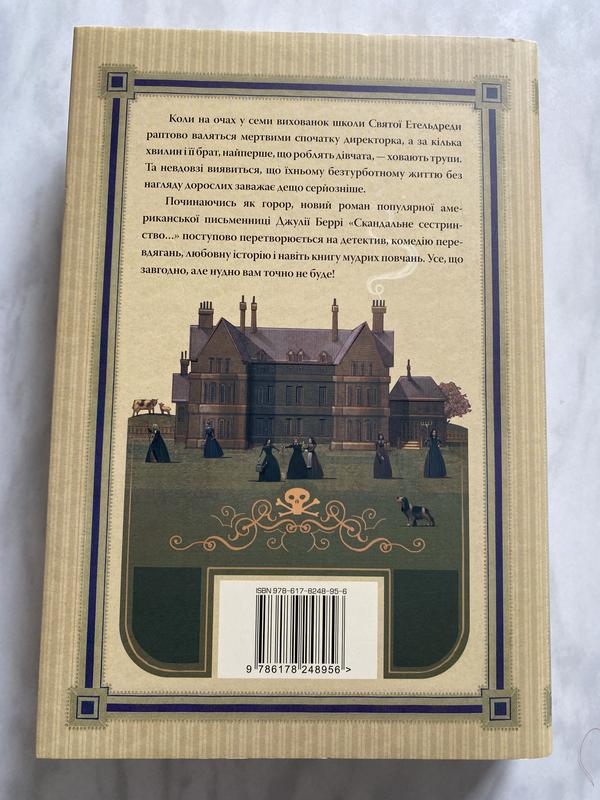 Коли на очах у семи вихованок школи Святої Етельдреди
раптово валяться мертвими спочатку директорка, а за кілька
хвилин і її брат, найперше, що роблять дівчата, — ховають трупи.
Та невдовзі виявиться, що їхньому безтурботному життю без
нагляду дорослих заважає дещо серйозніше.
Починаючись як горор, новий роман популярної аме-
риканської письменниці Джулії Беррі «Скандальне сестрин-
ство...» поступово перетворюється на детектив, комедію пере-
вдягань, любовну історію і навіть книгу мудрих повчань. Усе, що
завгодно, але нудно вам точно не буде!
ISBN 978-617-8248-95-6
9 786178 248956 >